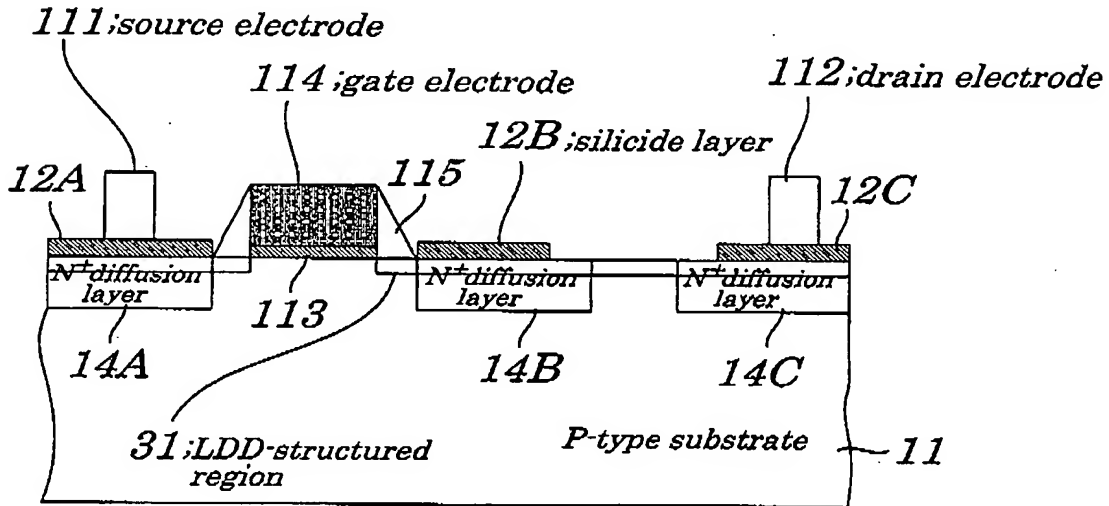 111;source electrode
114;gate electrode
112;drain electrode
12B;silicide layer
12A
115
12C
N+diffusion
layer
N+diffusion
layer
N+diffusion
layer
113
14A
14B
14C
31;LDD-structured
region
P-type substrate
11